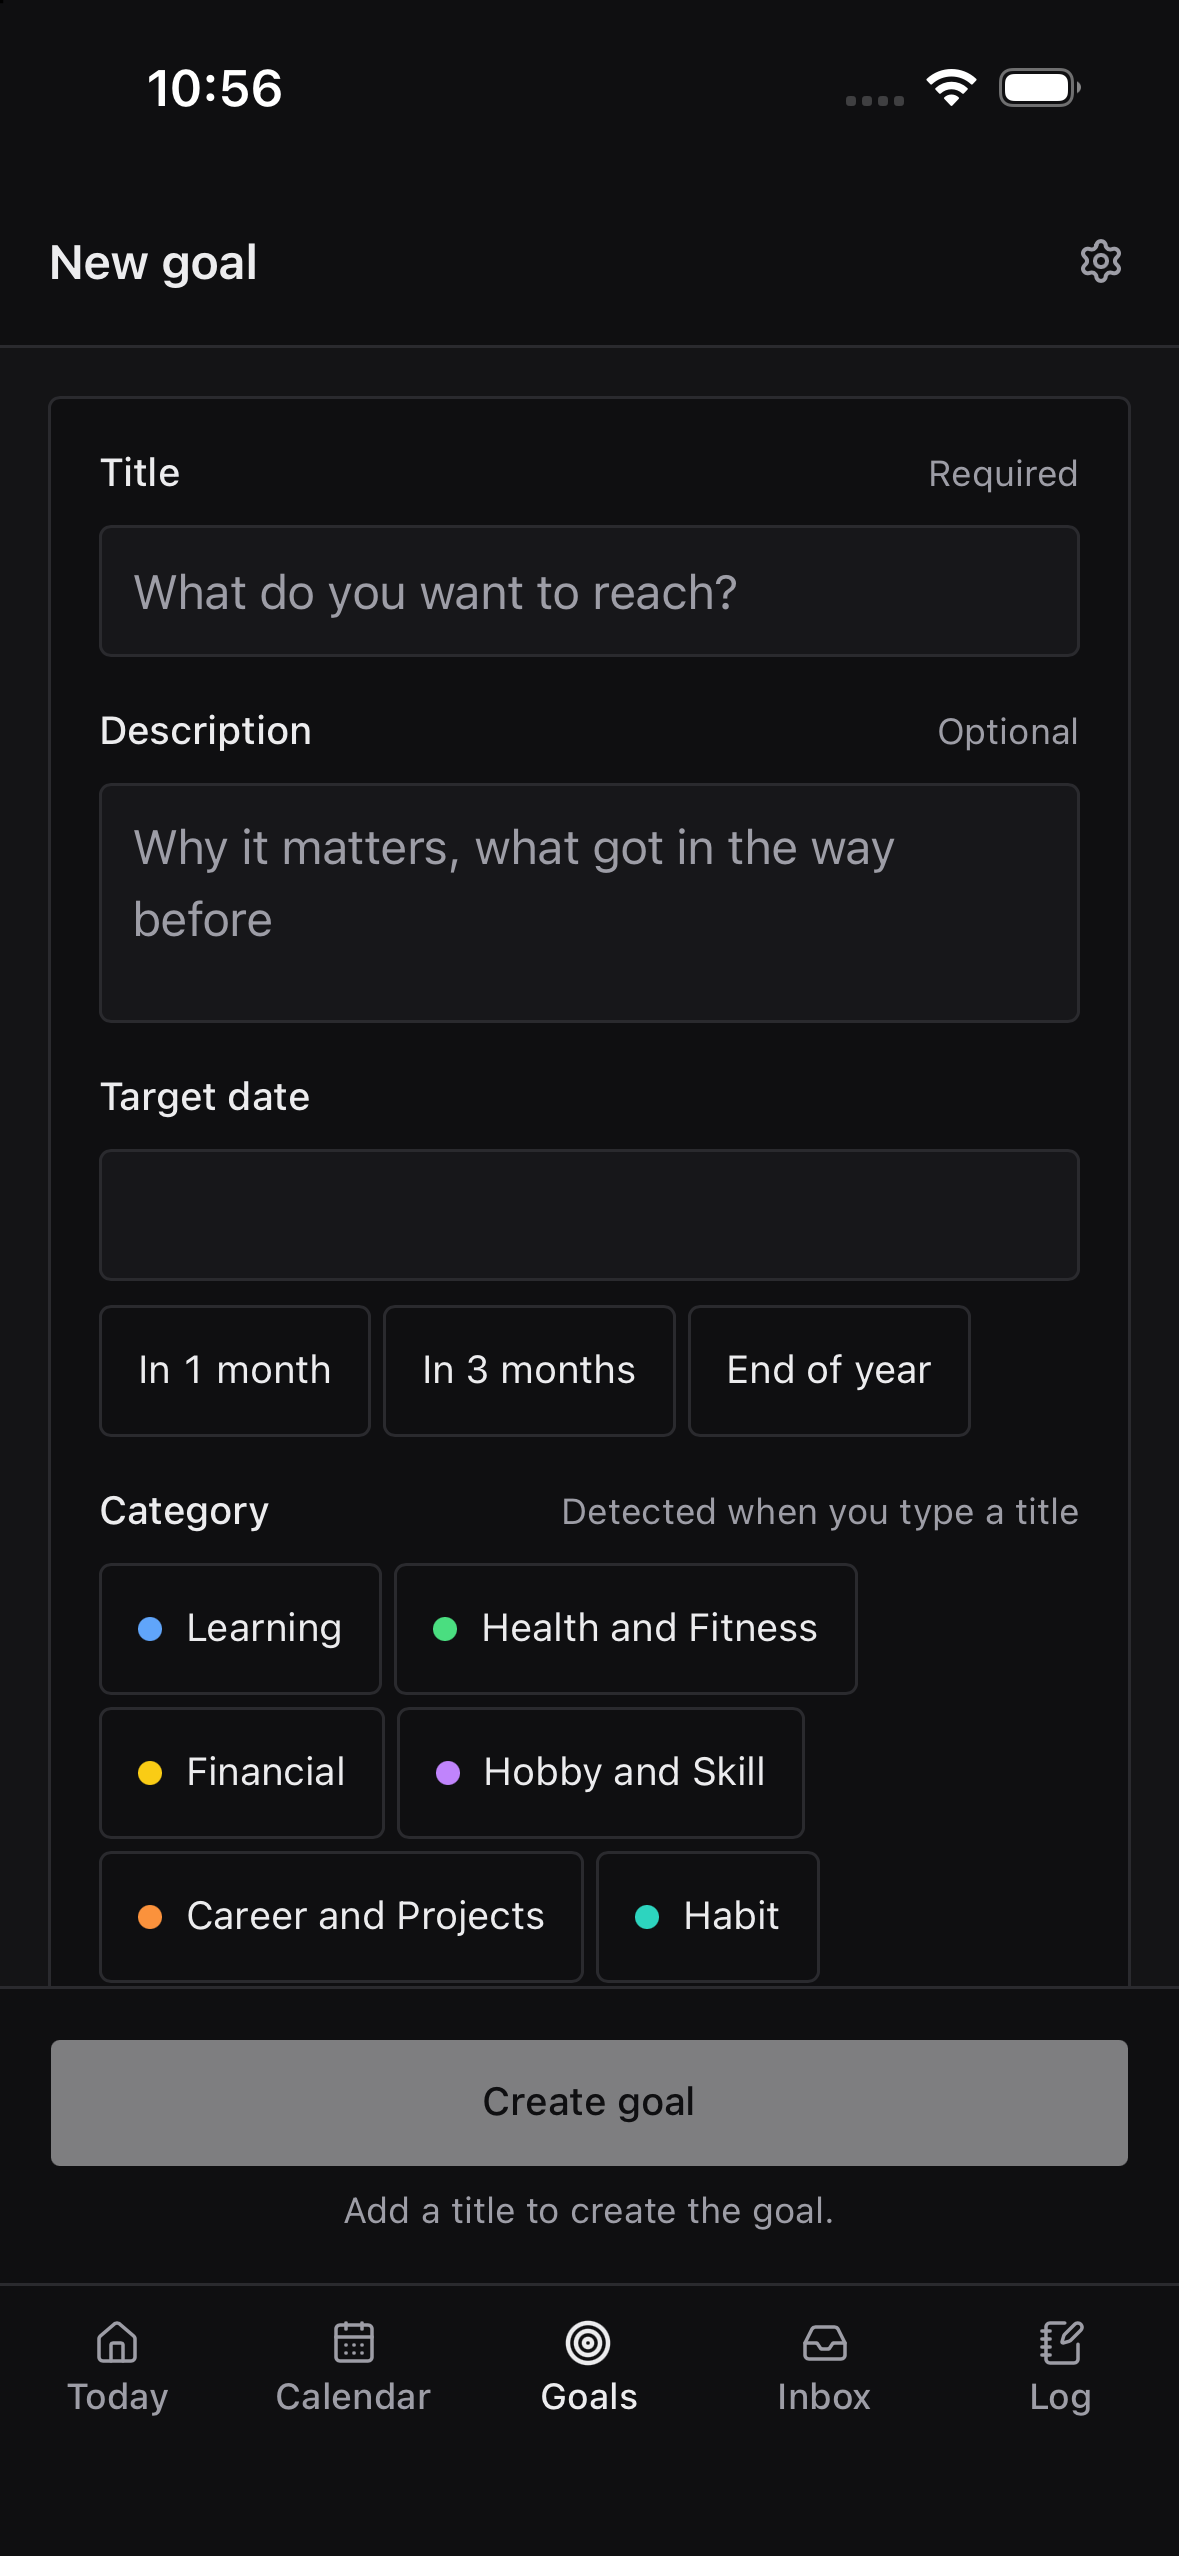 10:56
New goal
Title Required
What do you want to reach?
Description Optional
Why it matters, what got in the way
before
Target date
In 1 month In 3 months End of year
Category Detected when you type a title
Learning Health and Fitness
Financial Hobby and Skill
Career and Projects Habit
Create goal
Add a title to create the goal.
Today Calendar Goals Inbox Log